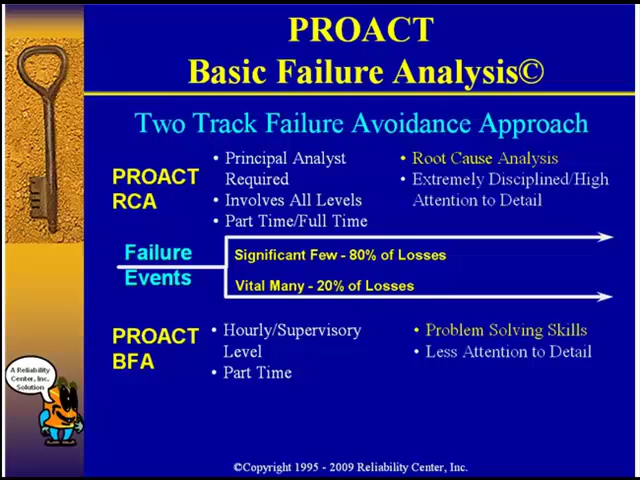 PROACT
Basic Failure Analysis©
Two Track Failure Avoidance Approach
PROACT
RCA
• Principal Analyst
Required
• Involves All Levels
• Part Time/Full Time
• Root Cause Analysis
• Extremely Disciplined/High
Attention to Detail
Failure
Events
Significant Few - 80% of Losses
Vital Many - 20% of Losses
PROACT
BFA
• Hourly/Supervisory
Level
• Part Time
• Problem Solving Skills
• Less Attention to Detail
A Reliability
Center, Inc.
Solution
©Copyright 1995 - 2009 Reliability Center, Inc.